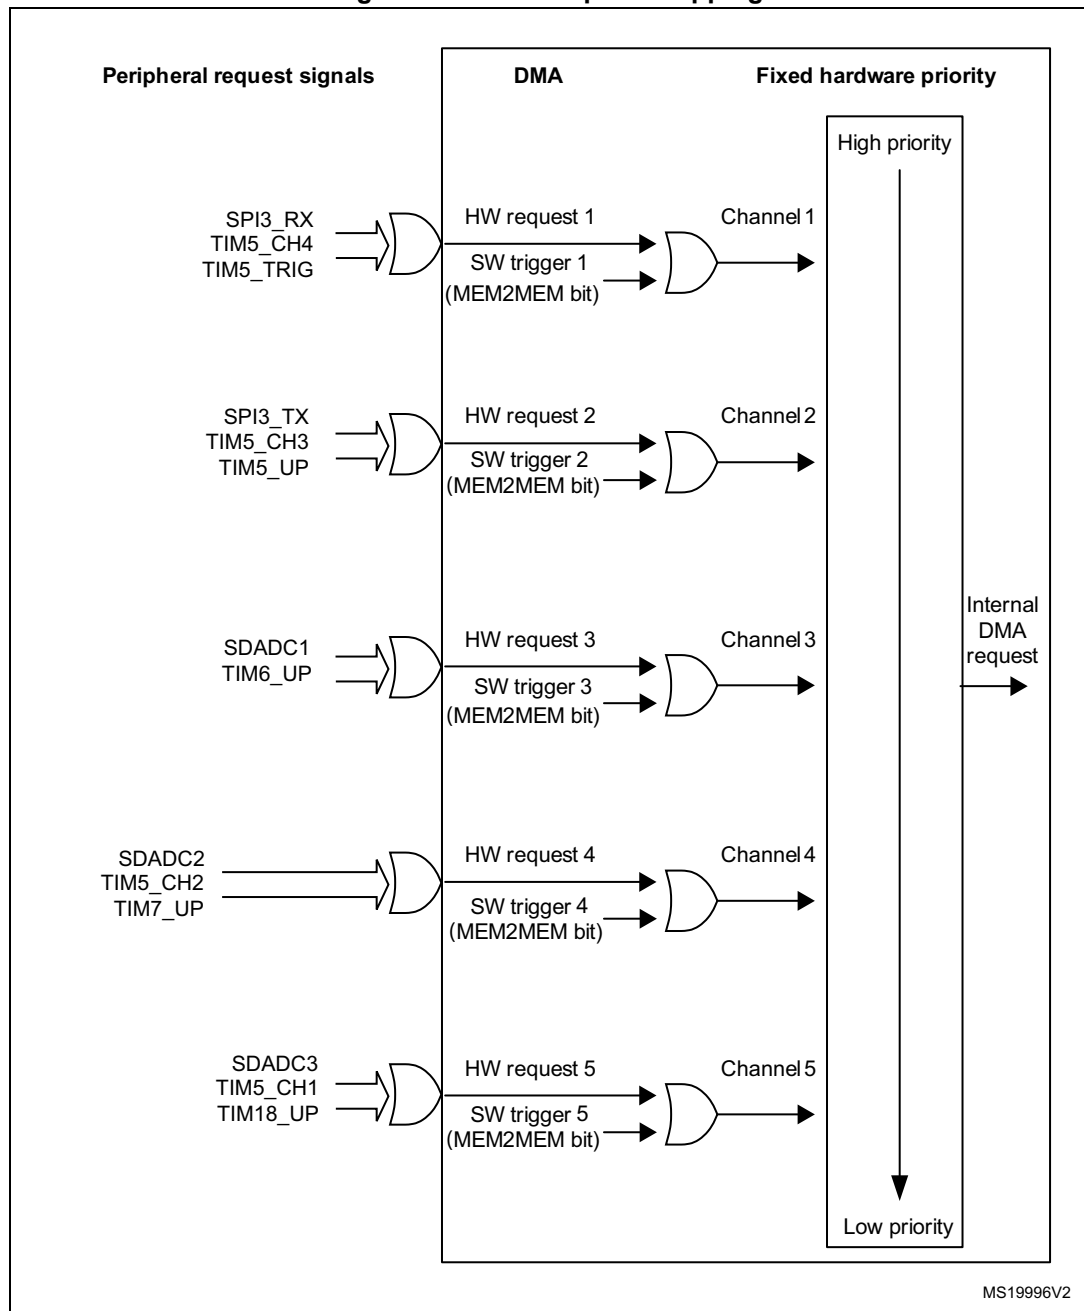 Peripheral request signals
DMA
Fixed hardware priority
High priority
SPI3_RX
TIM5_CH4
TIM5_TRIG
HW request 1
SW trigger 1
(MEM2MEM bit)
Channel 1
SPI3_TX
TIM5_CH3
TIM5_UP
HW request 2
SW trigger 2
(MEM2MEM bit)
Channel 2
SDADC1
TIM6_UP
HW request 3
SW trigger 3
(MEM2MEM bit)
Channel 3
Internal
DMA
request
SDADC2
TIM5_CH2
TIM7_UP
HW request 4
SW trigger 4
(MEM2MEM bit)
Channel 4
SDADC3
TIM5_CH1
TIM18_UP
HW request 5
SW trigger 5
(MEM2MEM bit)
Channel 5
Low priority
MS19996V2